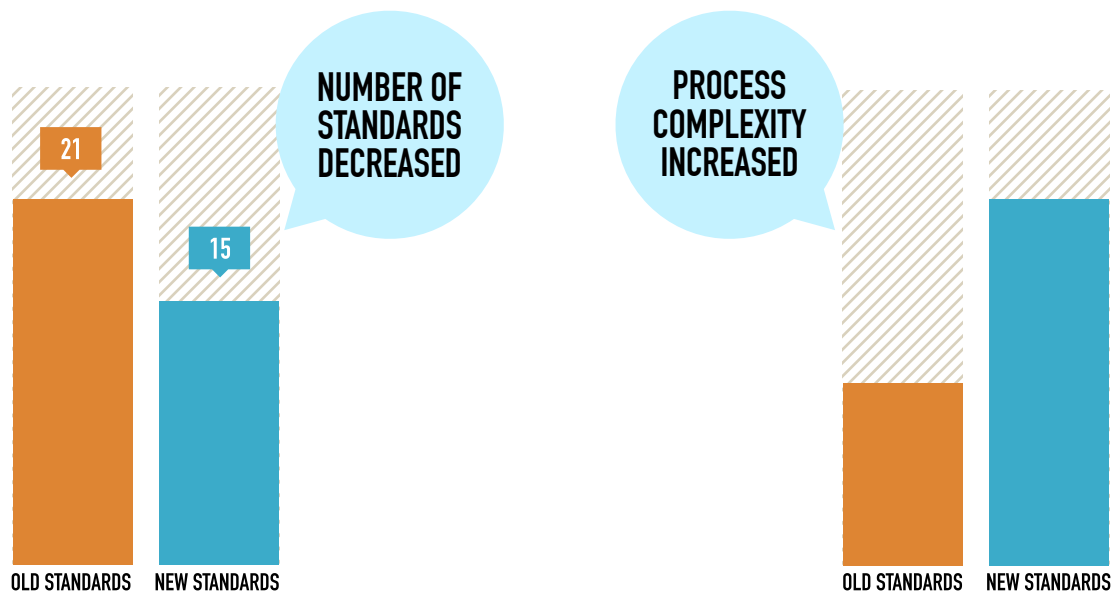 NUMBER OF
STANDARDS
DECREASED
21
15
OLD STANDARDS
NEW STANDARDS
PROCESS
COMPLEXITY
INCREASED
OLD STANDARDS
NEW STANDARDS